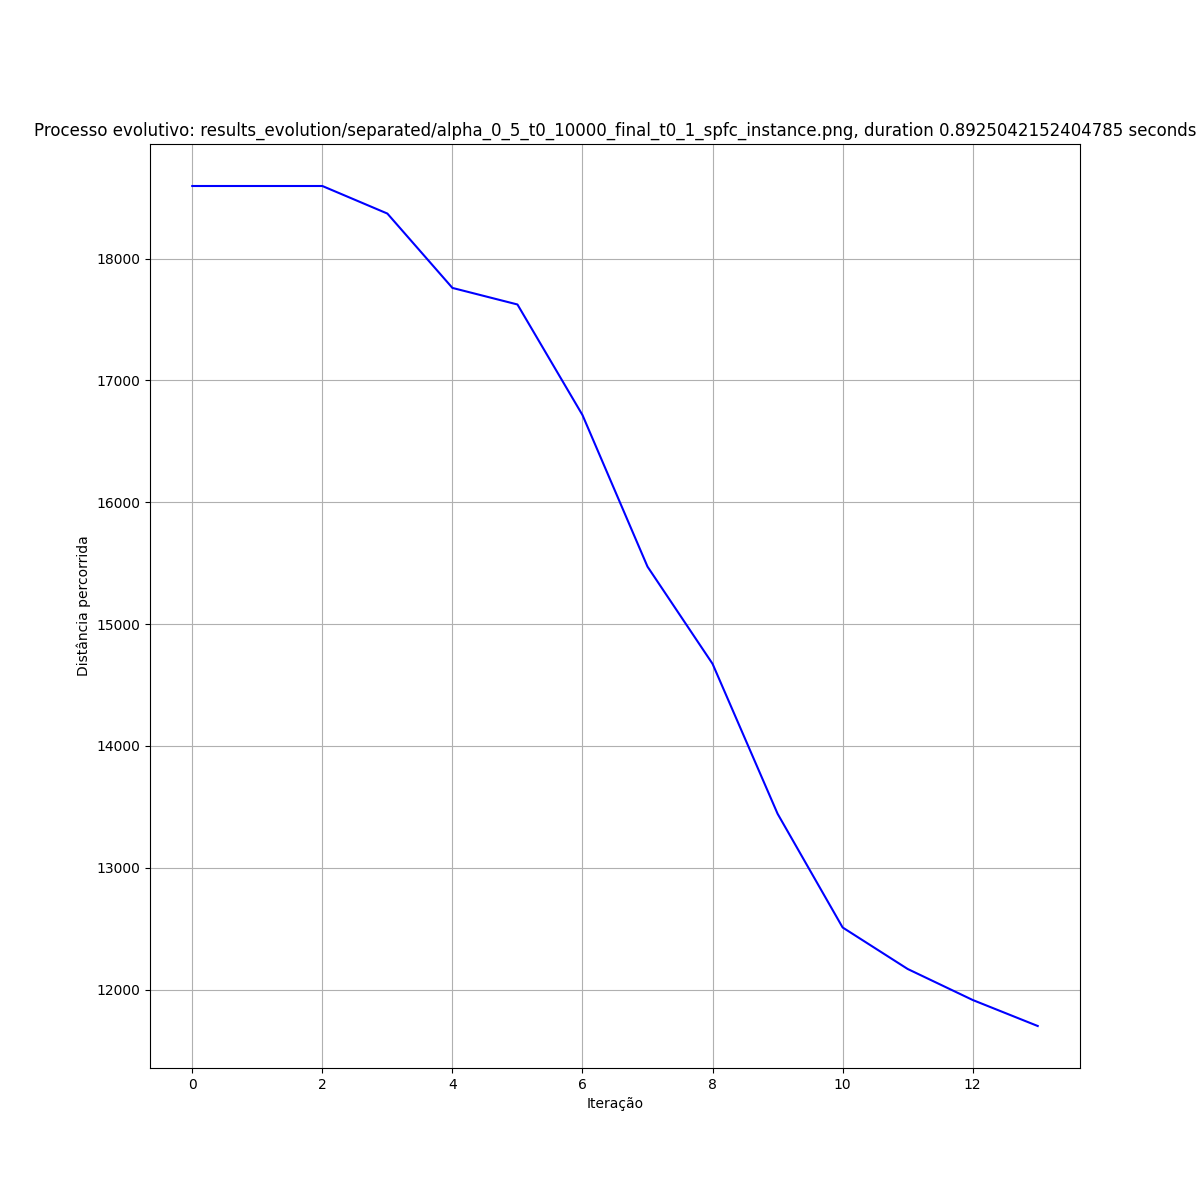 Processo evolutivo: results_evolution/separated/alpha_0_5_t0_10000_final_t0_1_spfc_instance.png, duration 0.8925042152404785 seconds
18000
17000
16000
15000
14000
13000
12000
Distância percorrida
0 2 4 6 8 10 12
Iteração